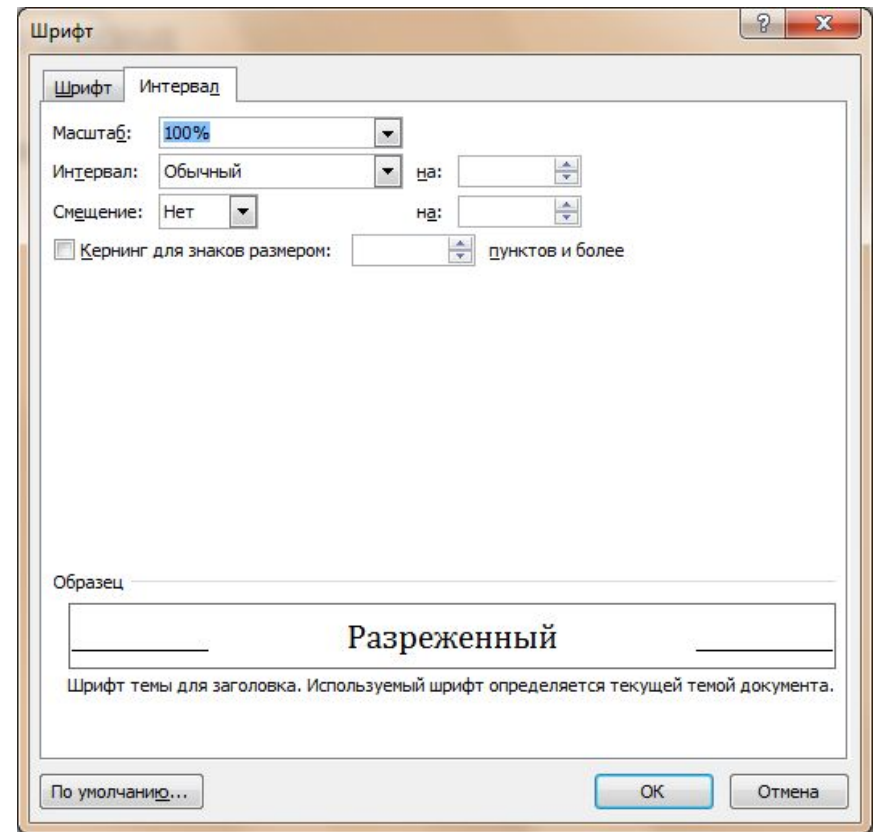 Шрифт
Шрифт Интервал
Масштаб: 100%
Интервал: Обычный на:
Смещение: Нет на:
Кернинг для знаков размером: пунктов и более
Образец
Разреженный
Шрифт темы для заголовка. Используемый шрифт определяется текущей темой документа.
По умолчанию... ОК Отмена